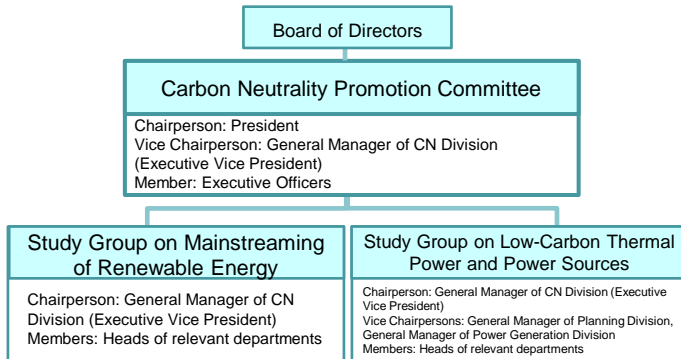 Board of Directors
Carbon Neutrality Promotion Committee
Chairperson: President
Vice Chairperson: General Manager of CN Division
(Executive Vice President)
Member: Executive Officers
Study Group on Mainstreaming
of Renewable Energy
Chairperson: General Manager of CN
Division (Executive Vice President)
Members: Heads of relevant departments
Study Group on Low-Carbon Thermal
Power and Power Sources
Chairperson: General Manager of CN Division (Executive
Vice President)
Vice Chairpersons: General Manager of Planning Division,
General Manager of Power Generation Division
Members: Heads of relevant departments